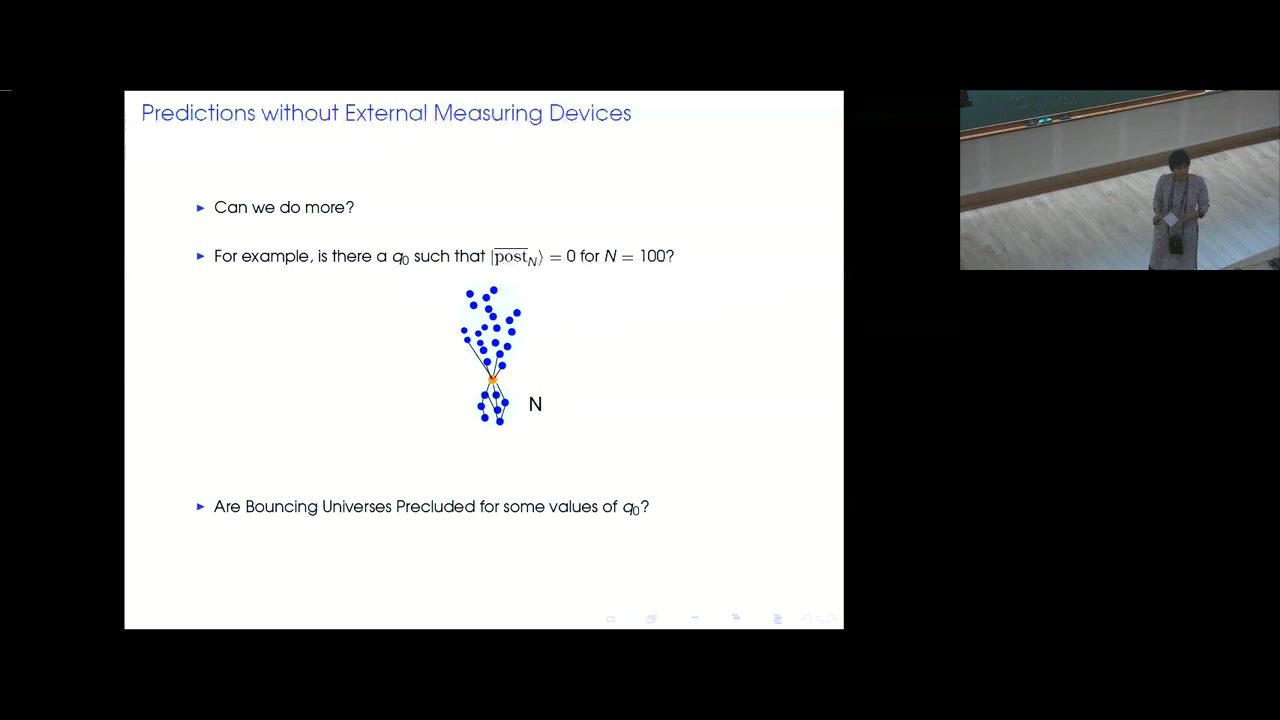 Predictions without External Measuring Devices
▶ Can we do more?
▶ For example, is there a q₀ such that |p̅o̅s̅t̅_N⟩ = 0 for N = 100?
N
▶ Are Bouncing Universes Precluded for some values of q₀?